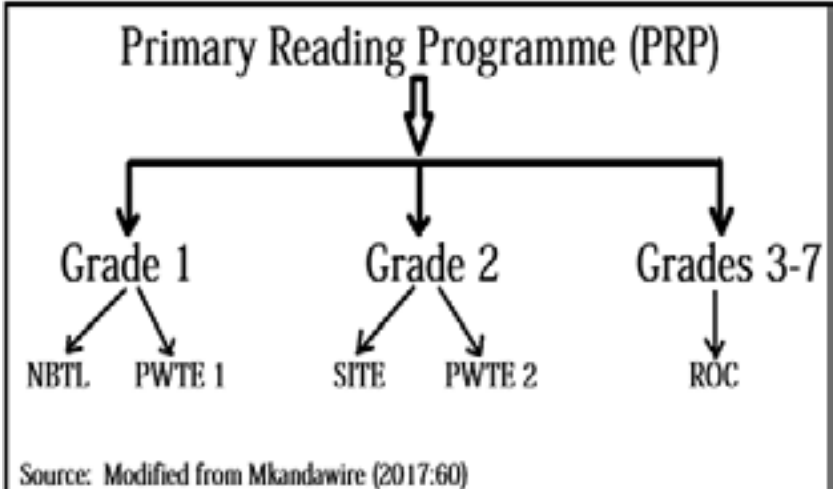 Primary Reading Programme (PRP)
Grade 1 Grade 2 Grades 3-7
NBTL PWTE 1 SITE PWTE 2 ROC
Source: Modified from Mkandawire (2017:60)